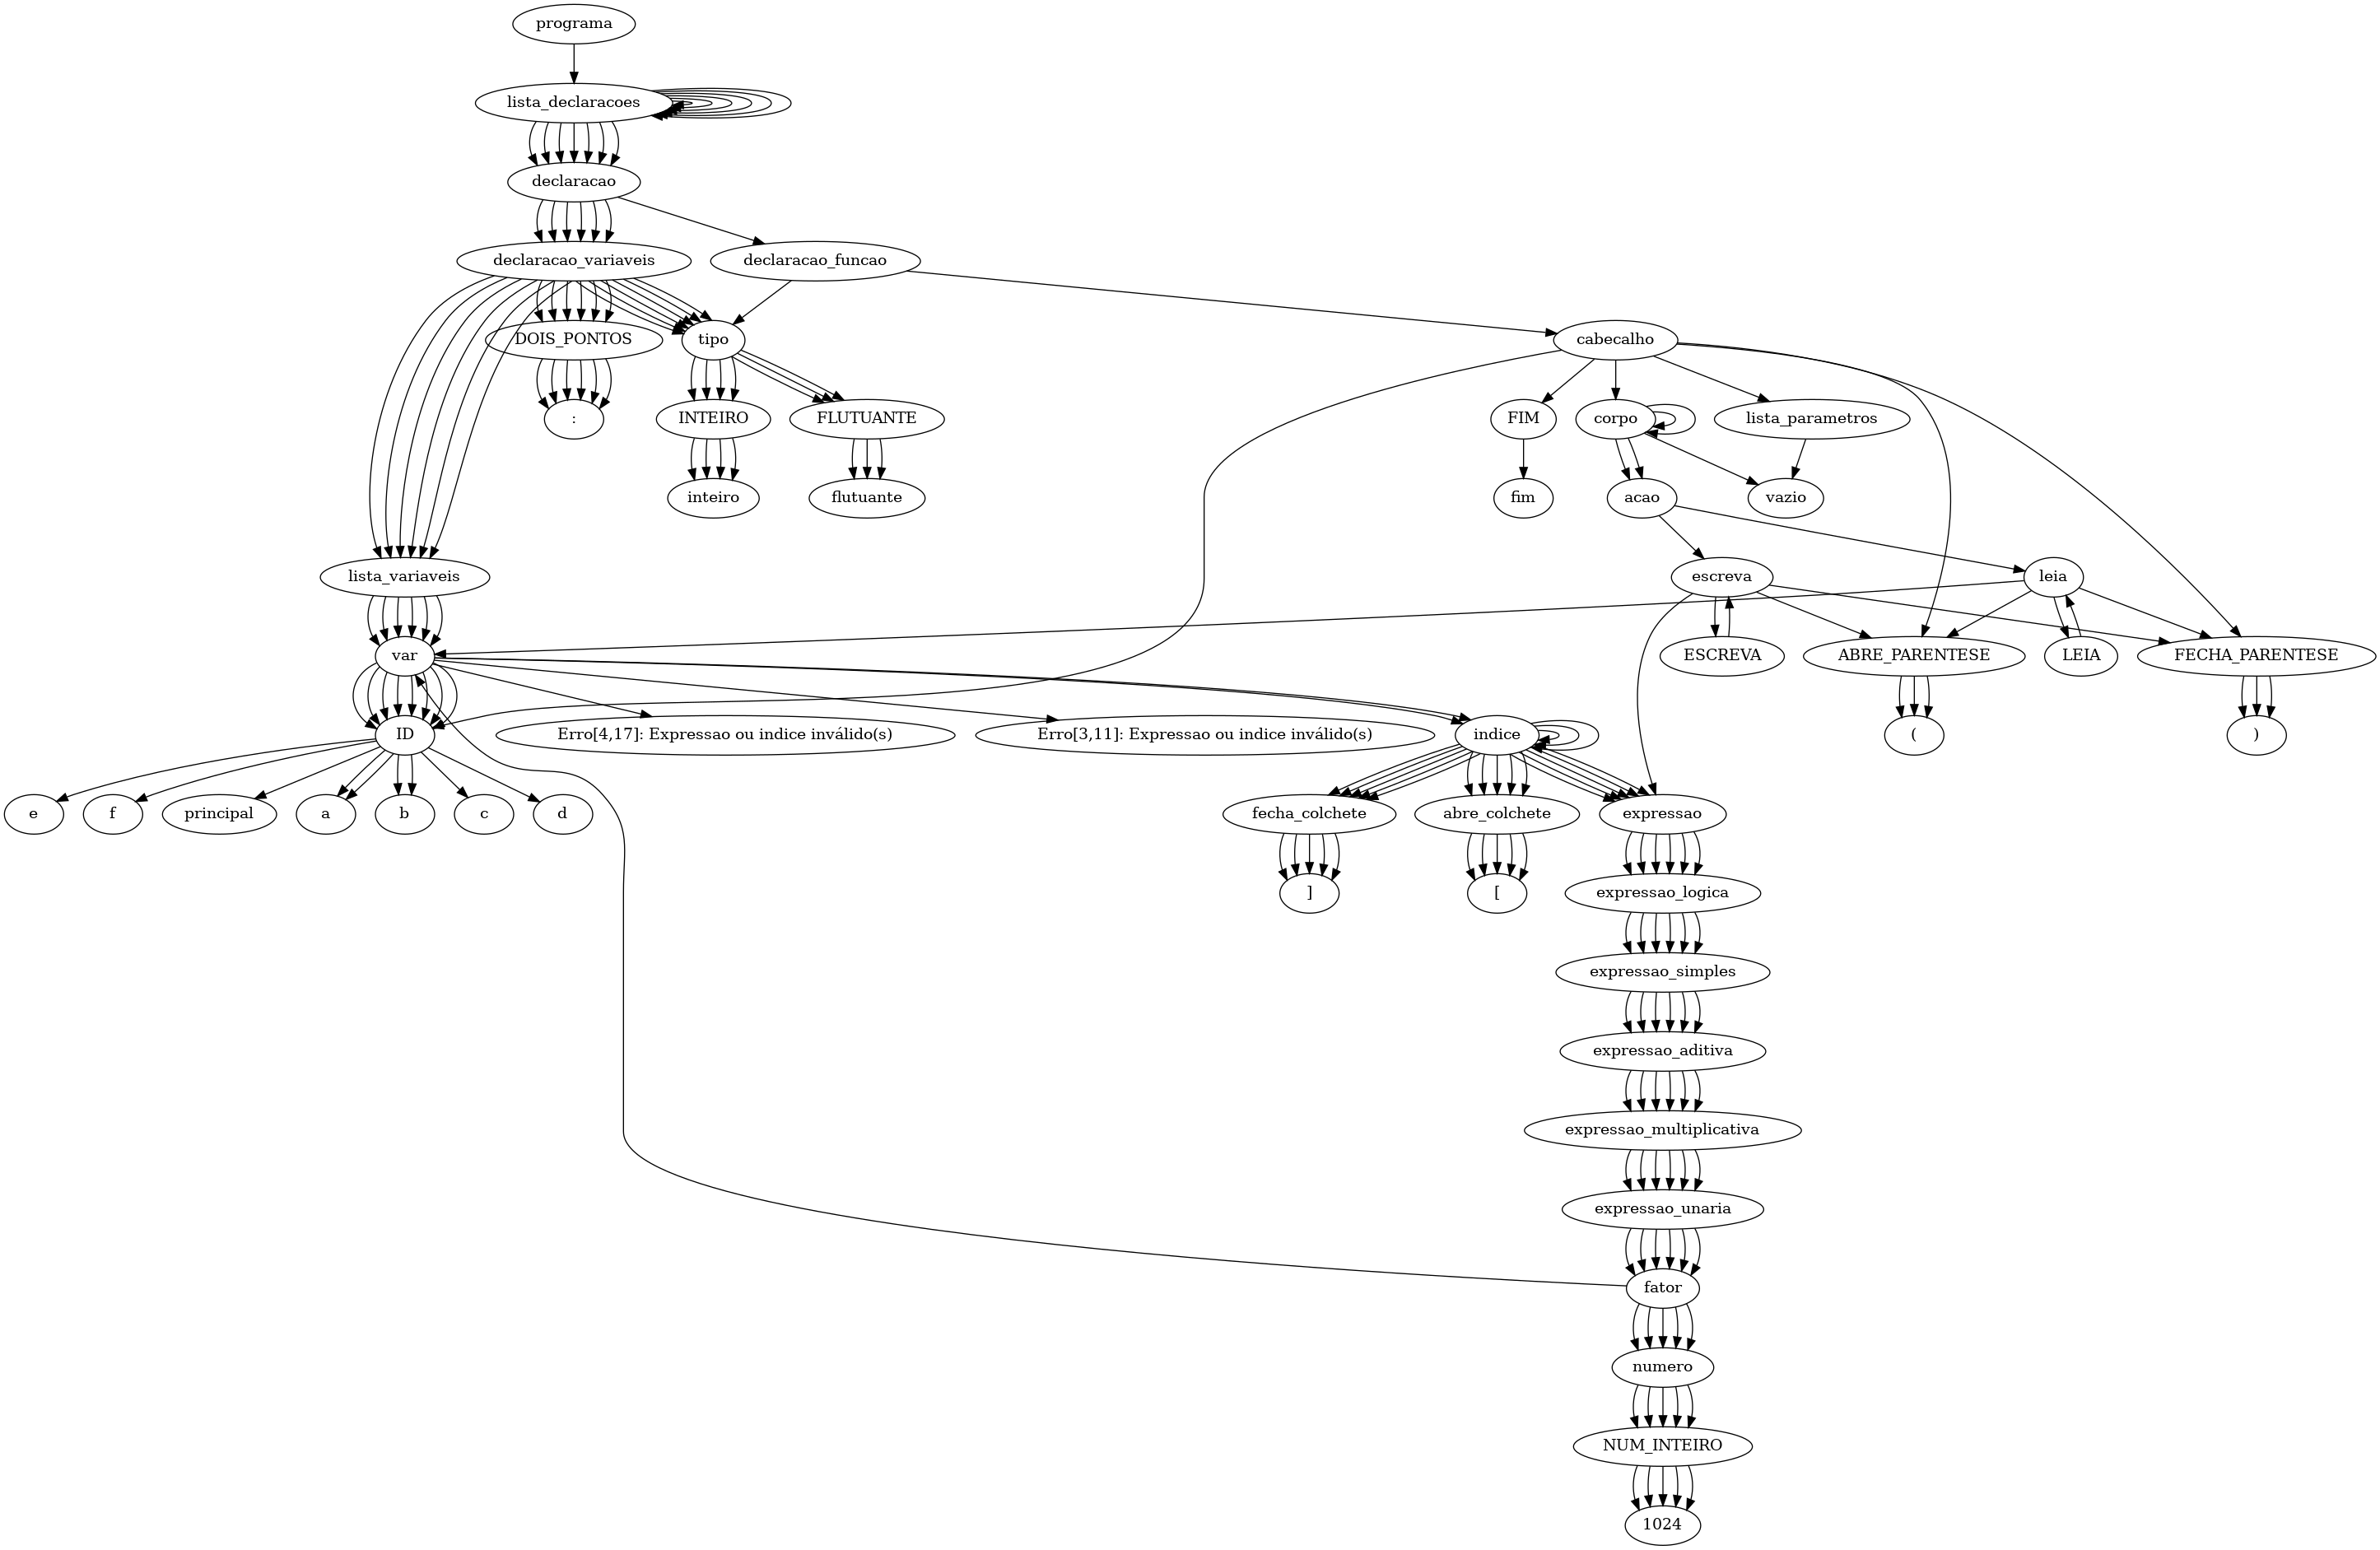 programa
lista_declaracoes
declaracao
declaracao_variaveis
declaracao_funcao
DOIS_PONTOS
tipo
cabecalho
:
INTEIRO
FLUTUANTE
FIM
corpo
lista_parametros
inteiro
flutuante
fim
acao
vazio
lista_variaveis
escreva
leia
var
ESCREVA
ABRE_PARENTESE
LEIA
FECHA_PARENTESE
ID
Erro[4,17]: Expressao ou indice inválido(s)
Erro[3,11]: Expressao ou indice inválido(s)
indice
(
)
e
f
principal
a
b
c
d
fecha_colchete
abre_colchete
expressao
]
[
expressao_logica
expressao_simples
expressao_aditiva
expressao_multiplicativa
expressao_unaria
fator
numero
NUM_INTEIRO
1024